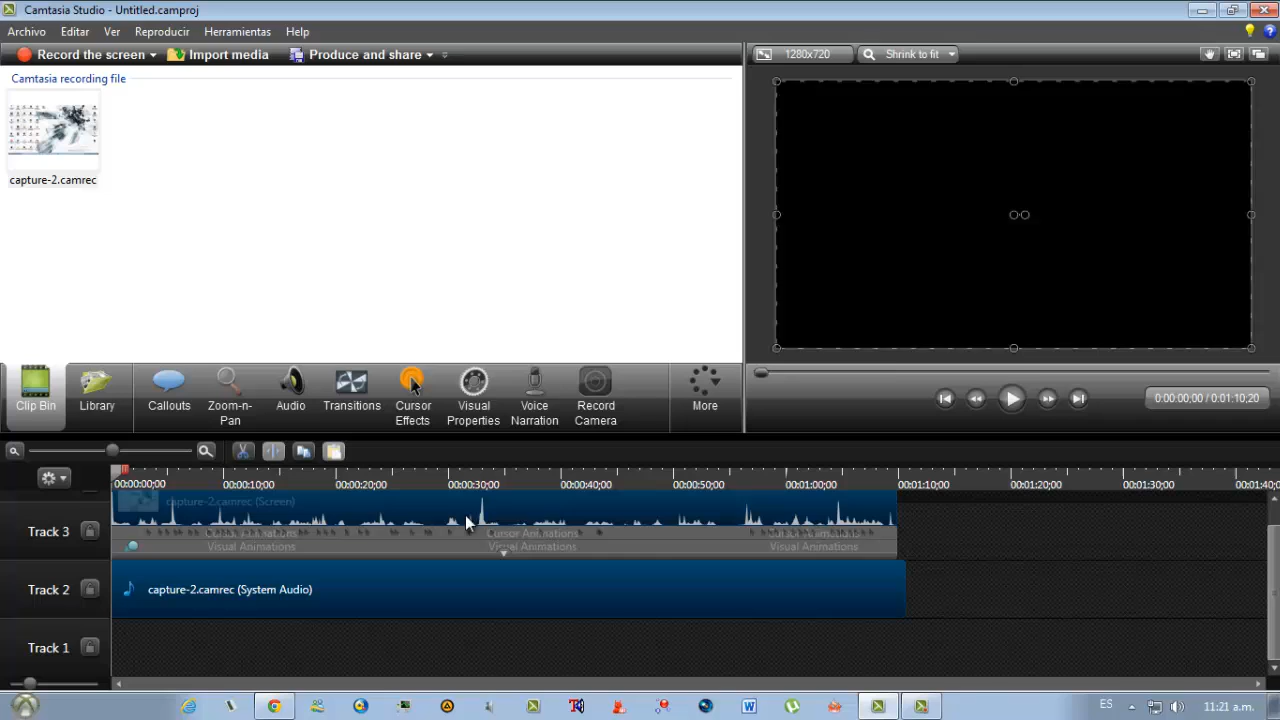 Camtasia Studio - Untitled.camproj
Archivo Editar Ver Reproducir Herramientas Help
Record the screen Import media Produce and share
1280x720 Shrink to fit
Camtasia recording file
capture-2.camrec
Clip Bin Library Callouts Zoom-n-Pan Audio Transitions Cursor Effects Visual Properties Voice Narration Record Camera More
0:00:00;00 / 0:01:10;20
00:00:00;00 00:00:10;00 00:00:20;00 00:00:30;00 00:00:40;00 00:00:50;00 00:01:00;00 00:01:10;00 00:01:20;00 00:01:30;00 00:01:40;0
capture-2.camrec (Screen)
Track 3
Cursor Animations Cursor Animations Cursor Animations
Visual Animations Visual Animations Visual Animations
Track 2 capture-2.camrec (System Audio)
Track 1
ES 11:21 a.m.